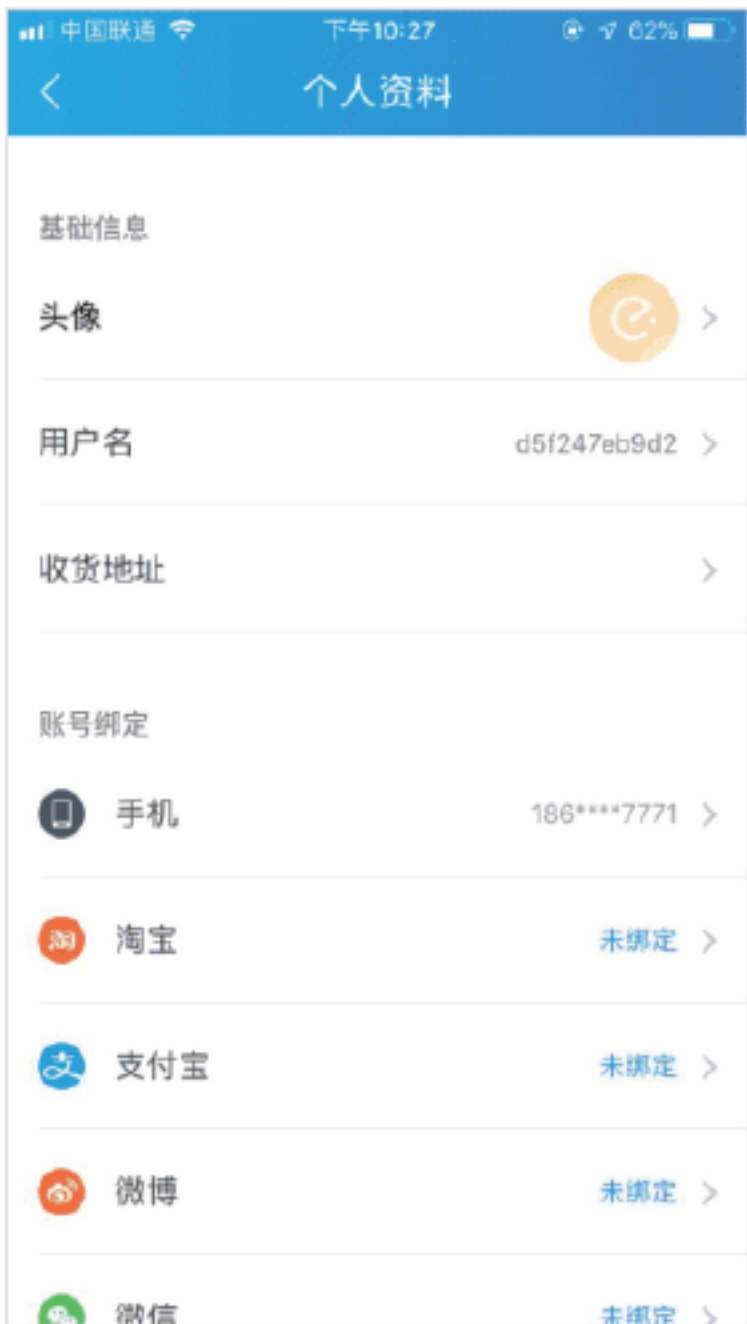 中国联通 下午10:27 62%
个人资料
基础信息
头像
用户名 d5f247eb9d2
收货地址
账号绑定
手机 186****7771
淘 淘宝 未绑定
支 支付宝 未绑定
微博 未绑定
微信 未绑定